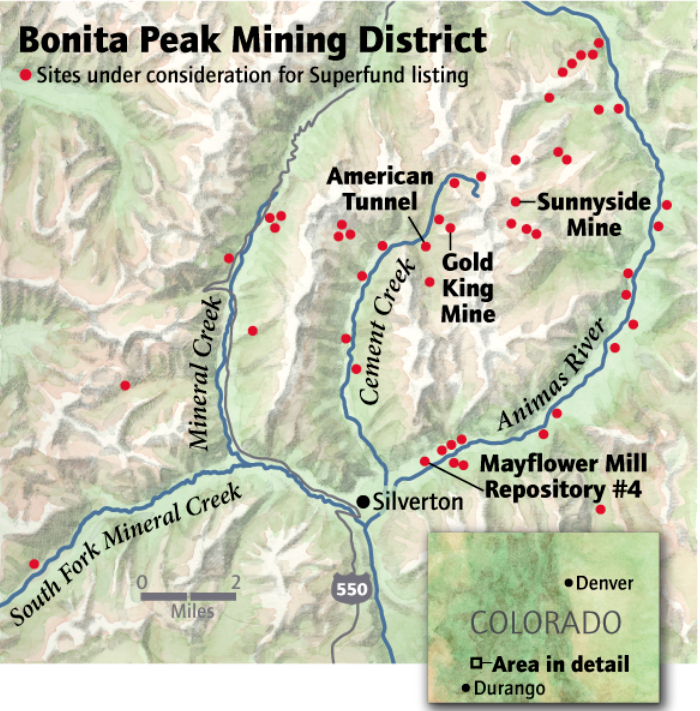 Bonita Peak Mining District
Sites under consideration for Superfund listing
American
Tunnel
Sunnyside
Mine
Gold
King
Mine
Cement Creek
Mineral Creek
Animas River
Mayflower Mill
Repository #4
Silverton
South Fork Mineral Creek
0 2
Miles
550
Denver
COLORADO
Area in detail
Durango